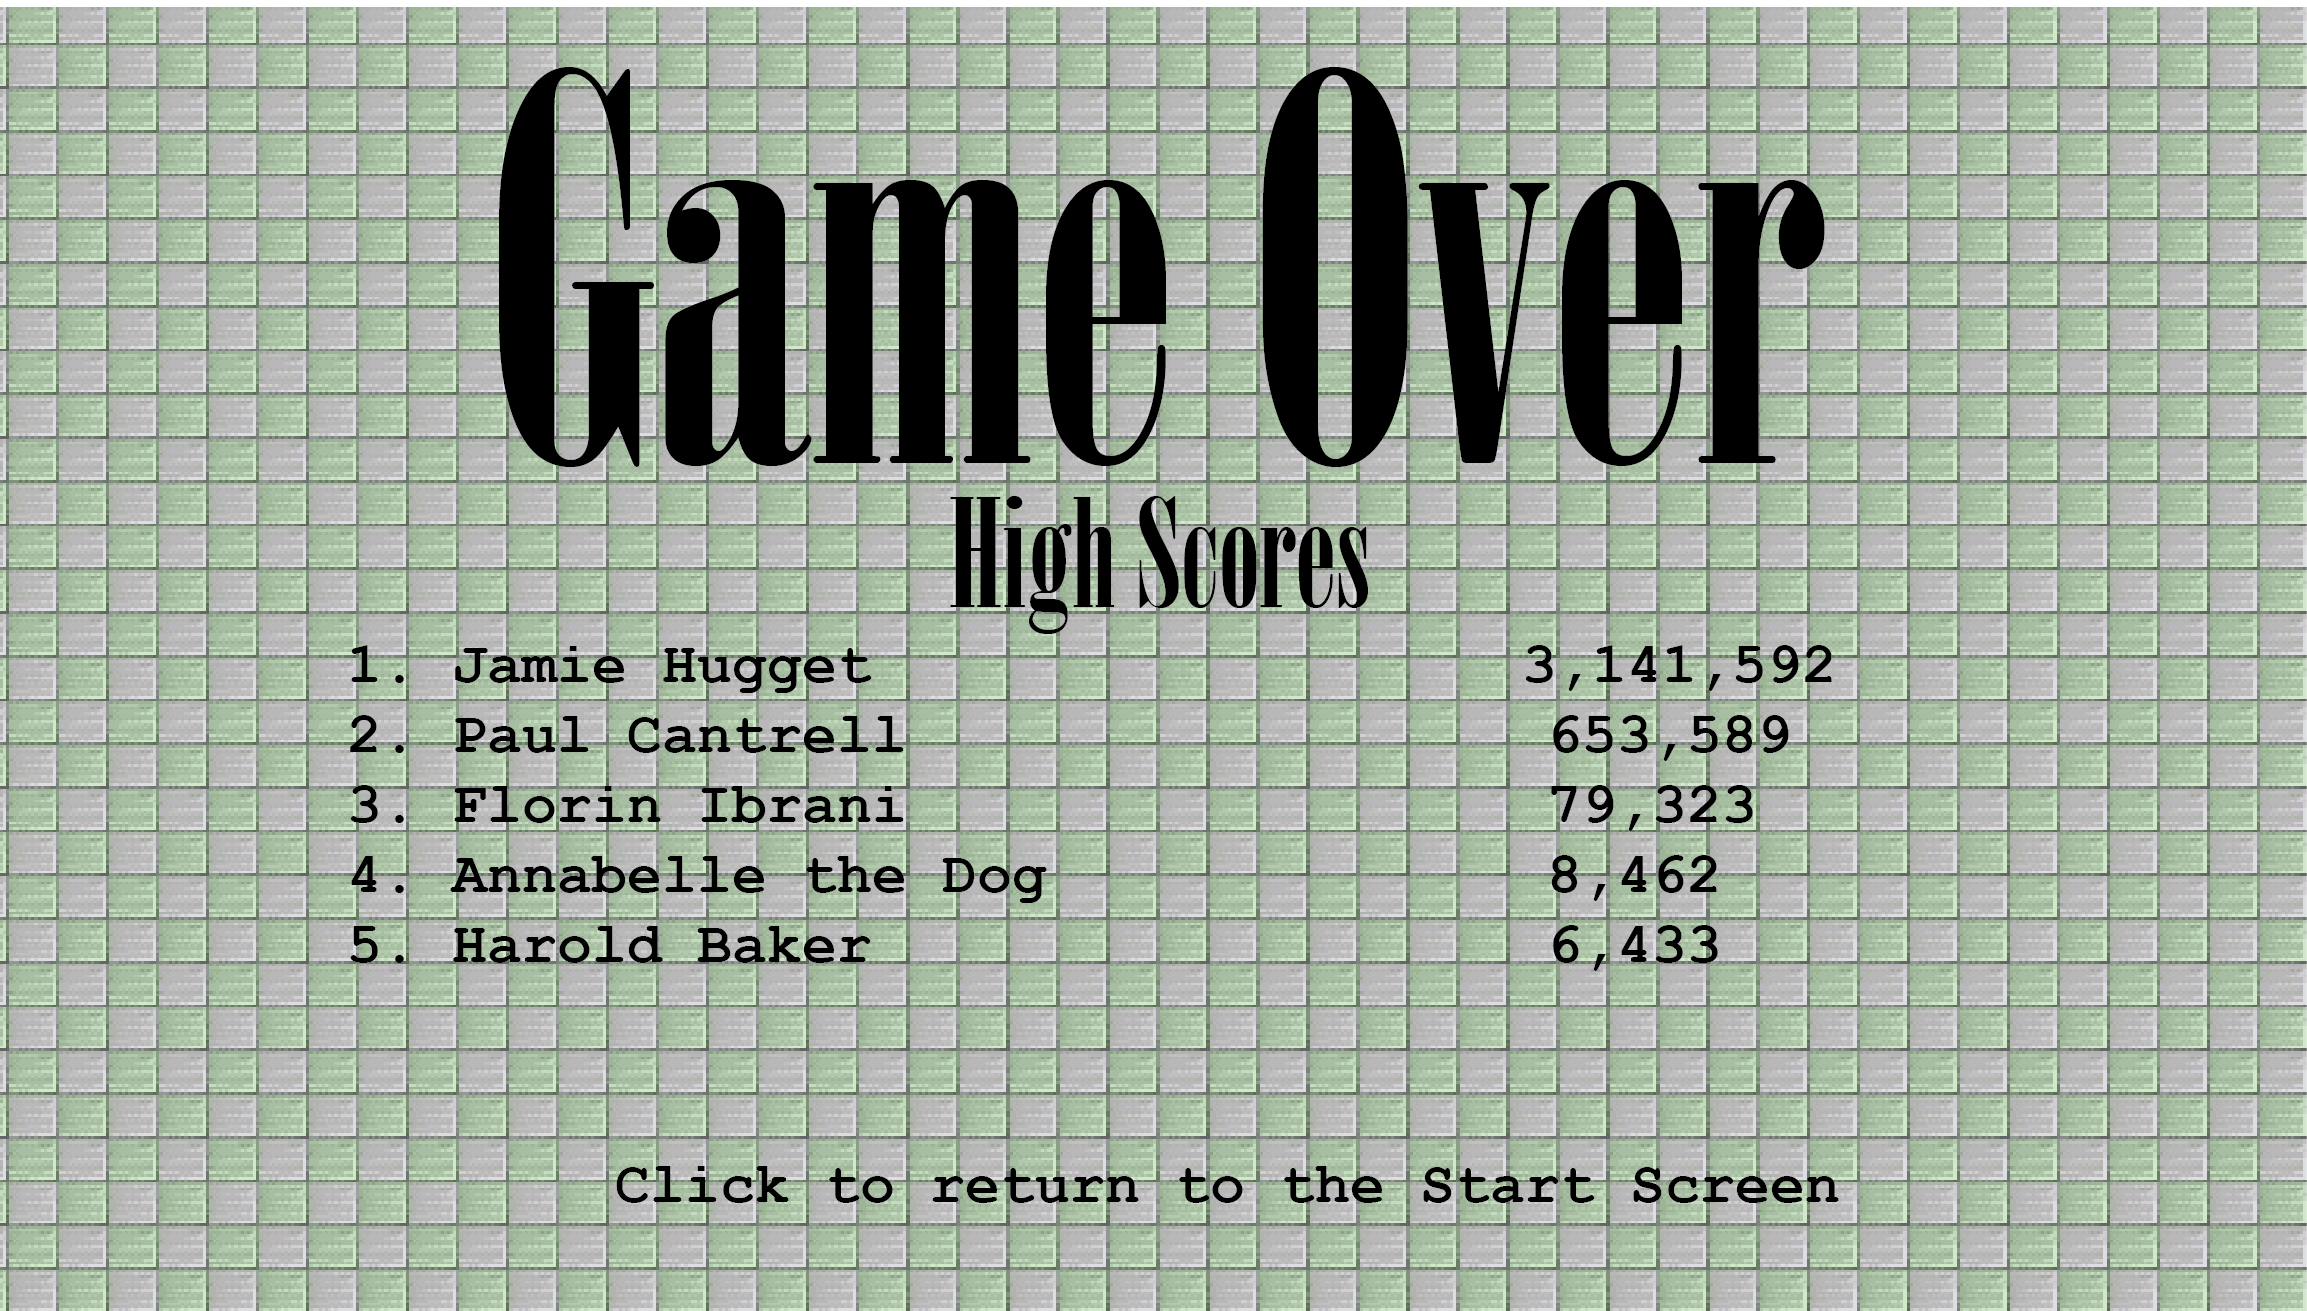 Game Over
High Scores
1. Jamie Hugget 3,141,592
2. Paul Cantrell 653,589
3. Florin Ibrani 79,323
4. Annabelle the Dog 8,462
5. Harold Baker 6,433
Click to return to the Start Screen